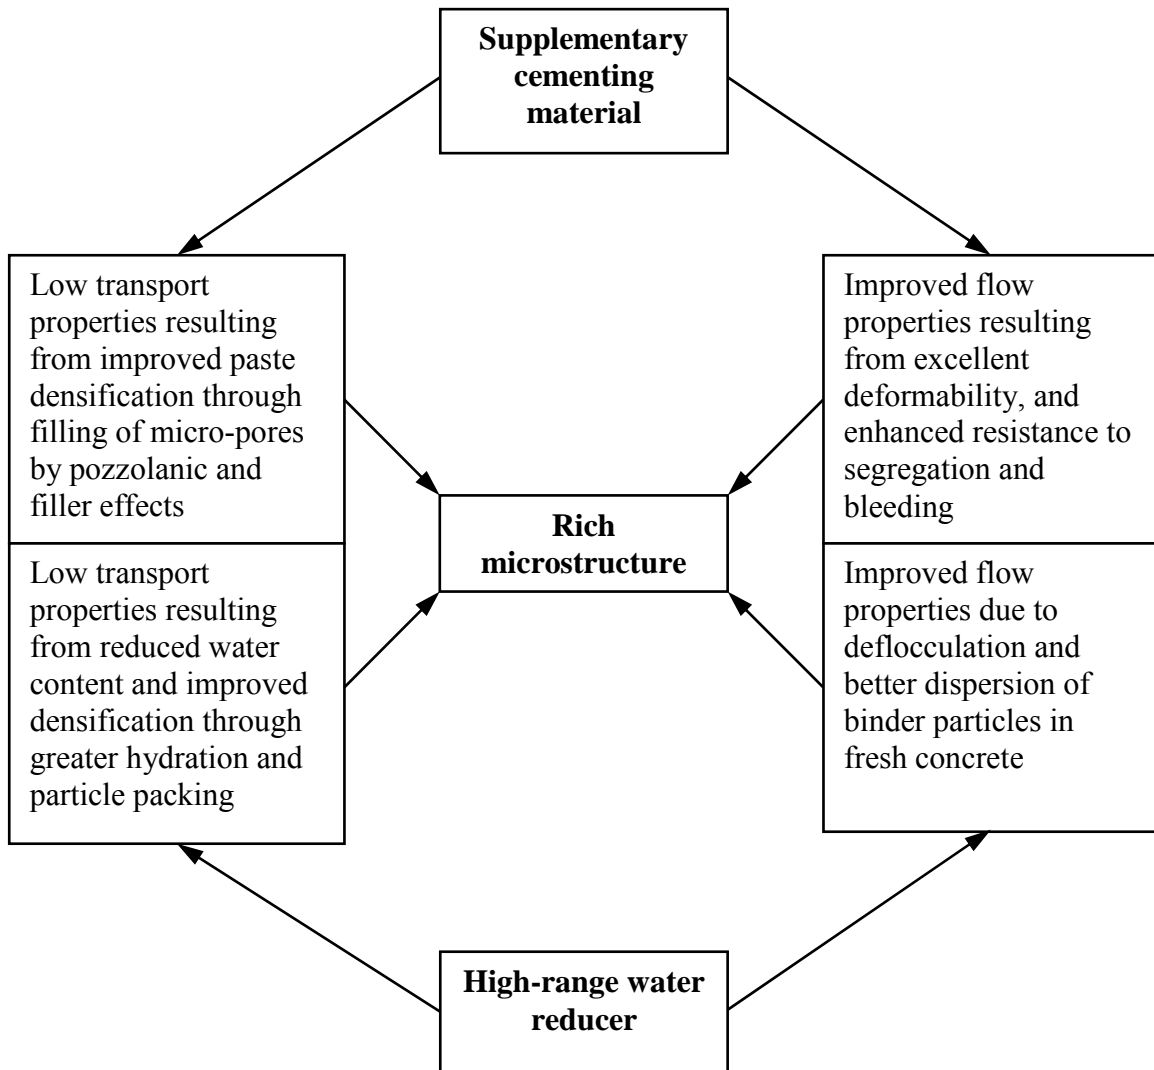 Supplementary
cementing
material
Low transport
properties resulting
from improved paste
densification through
filling of micro-pores
by pozzolanic and
filler effects
Improved flow
properties resulting
from excellent
deformability, and
enhanced resistance to
segregation and
bleeding
Rich
microstructure
Low transport
properties resulting
from reduced water
content and improved
densification through
greater hydration and
particle packing
Improved flow
properties due to
deflocculation and
better dispersion of
binder particles in
fresh concrete
High-range water
reducer